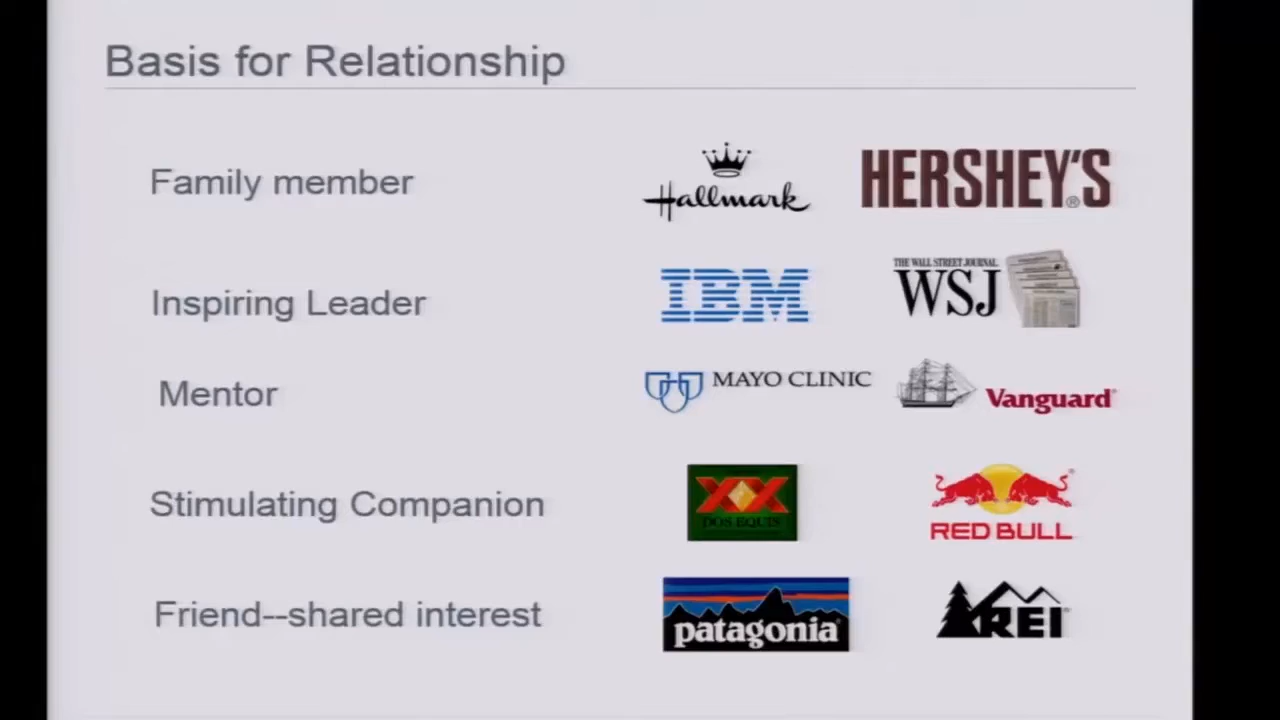 Basis for Relationship
Family member
Hallmark
HERSHEY'S®
Inspiring Leader
IBM
THE WALL STREET JOURNAL.
WSJ
Mentor
MAYO CLINIC
Vanguard®
Stimulating Companion
XX
DOS EQUIS
RED BULL
Friend--shared interest
patagonia®
REI®